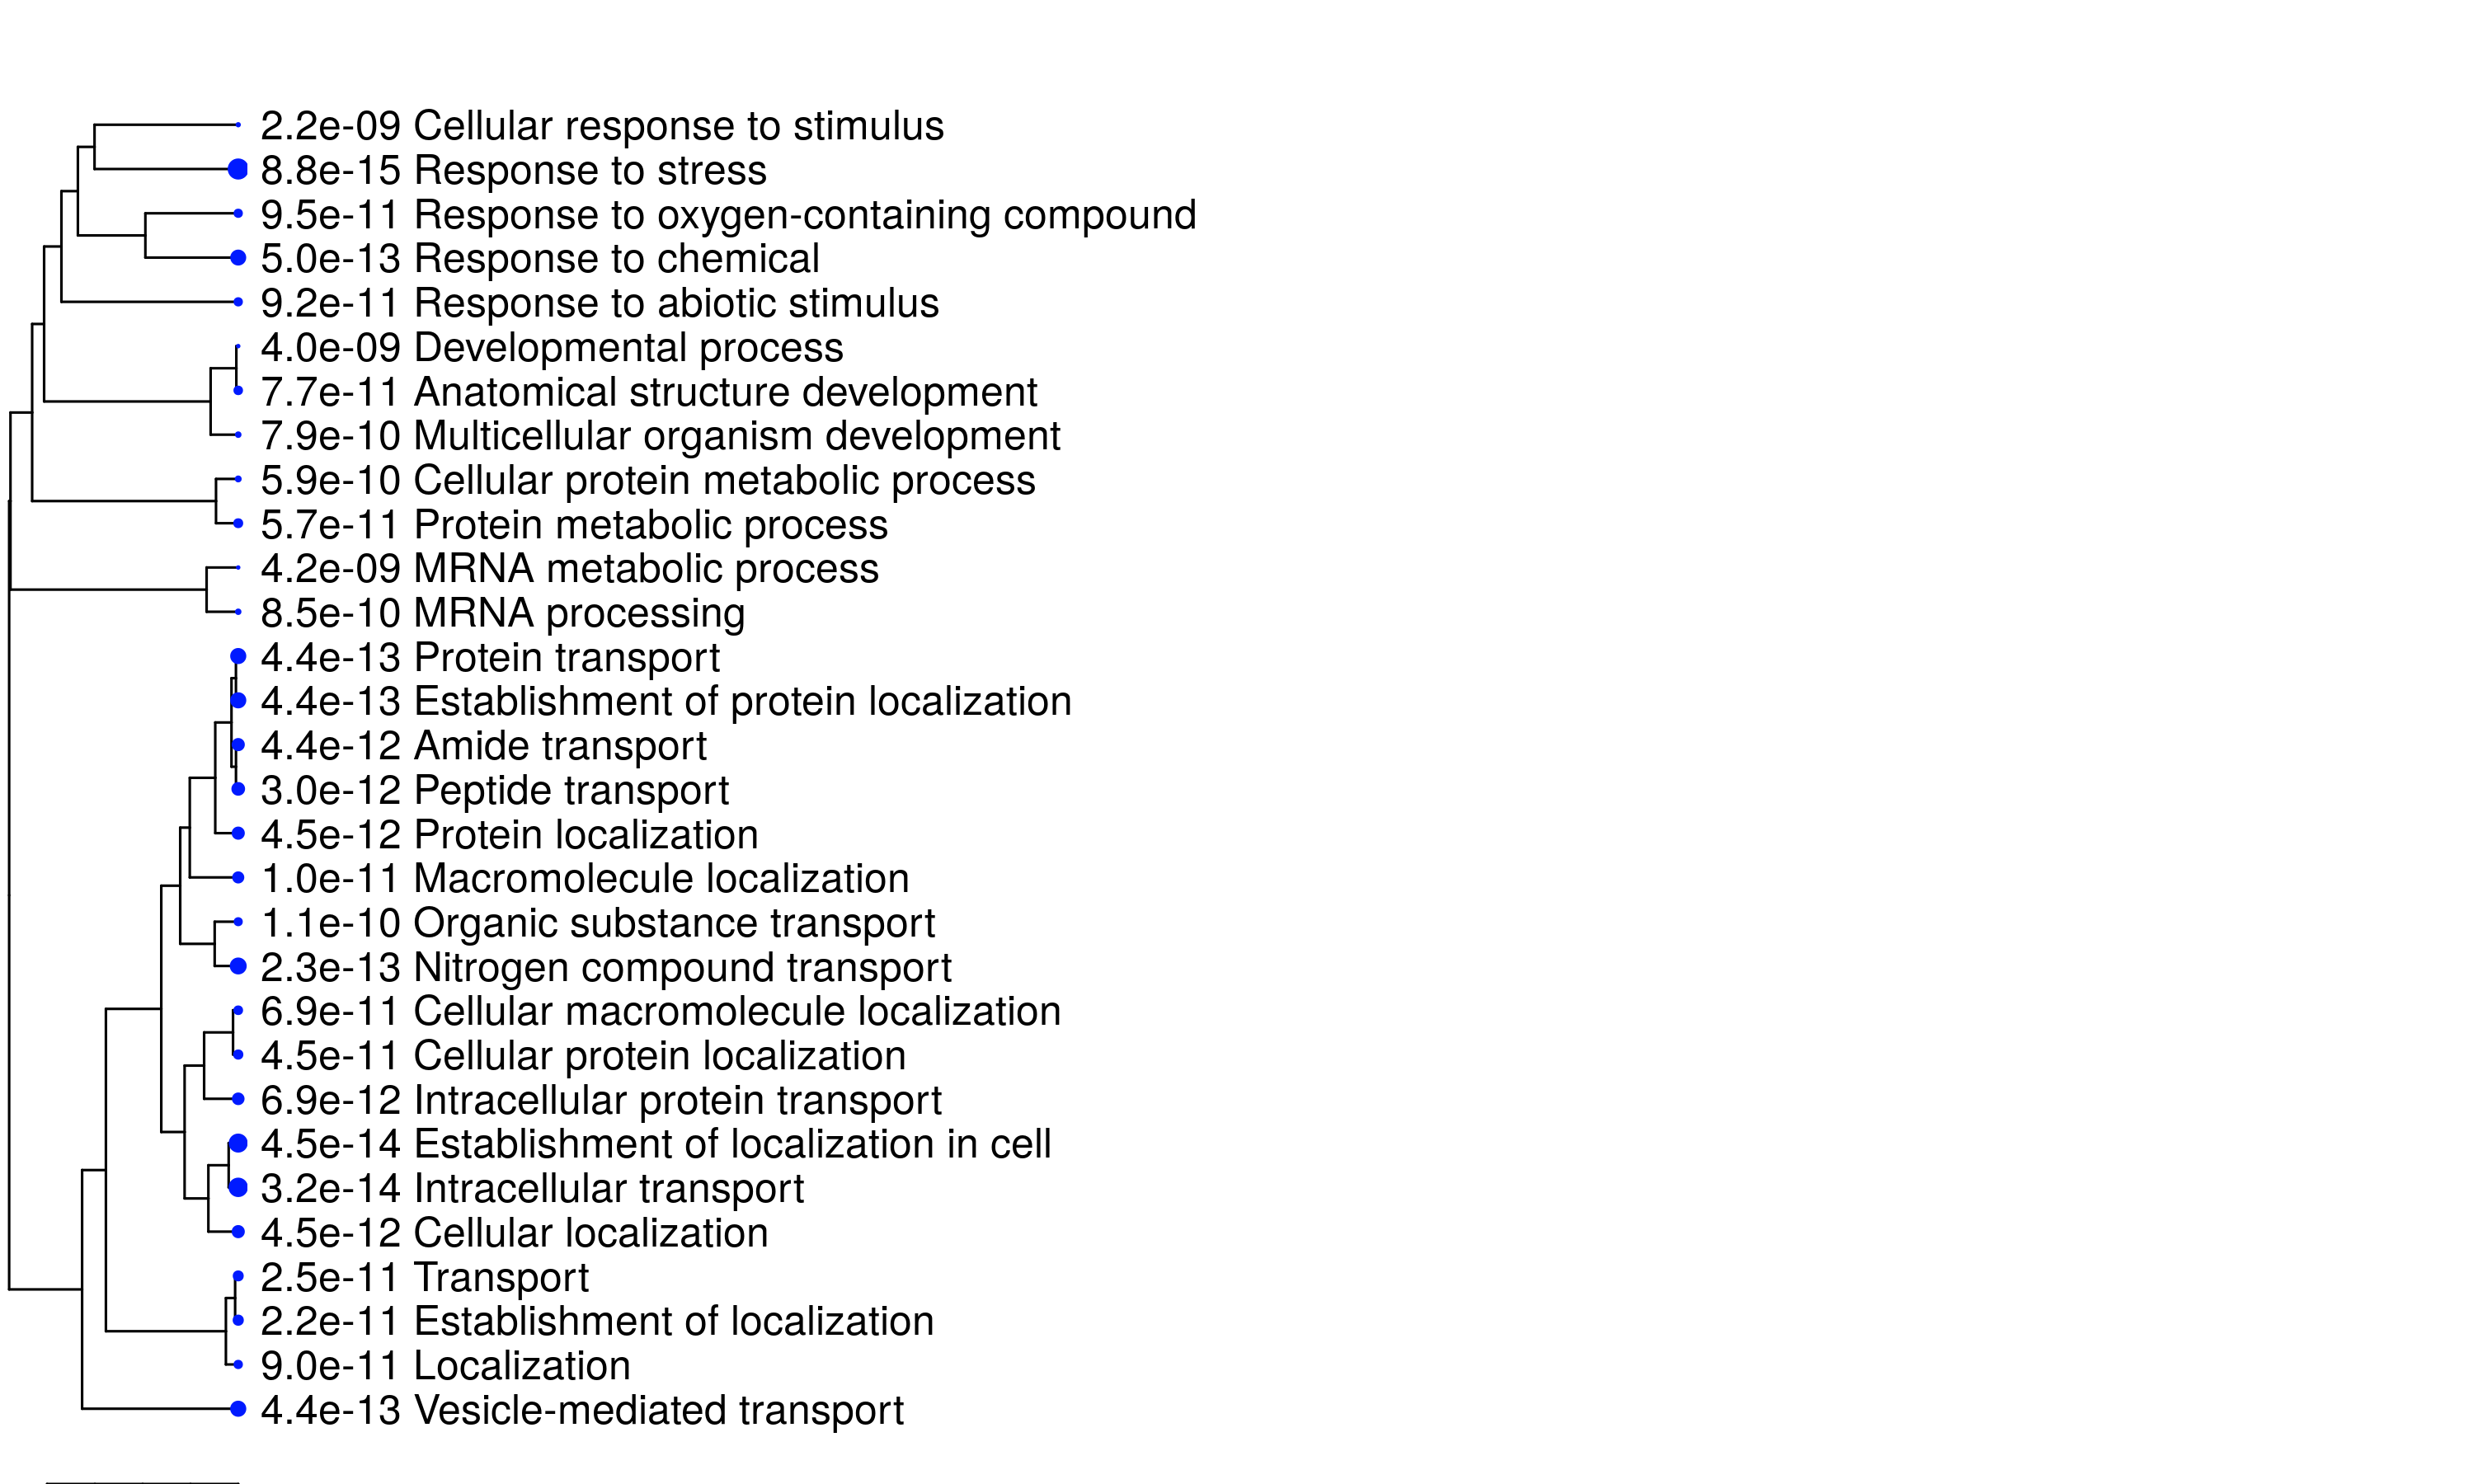 2.2e-09 Cellular response to stimulus
8.8e-15 Response to stress
9.5e-11 Response to oxygen-containing compound
5.0e-13 Response to chemical
9.2e-11 Response to abiotic stimulus
4.0e-09 Developmental process
7.7e-11 Anatomical structure development
7.9e-10 Multicellular organism development
5.9e-10 Cellular protein metabolic process
5.7e-11 Protein metabolic process
4.2e-09 MRNA metabolic process
8.5e-10 MRNA processing
4.4e-13 Protein transport
4.4e-13 Establishment of protein localization
4.4e-12 Amide transport
3.0e-12 Peptide transport
4.5e-12 Protein localization
1.0e-11 Macromolecule localization
1.1e-10 Organic substance transport
2.3e-13 Nitrogen compound transport
6.9e-11 Cellular macromolecule localization
4.5e-11 Cellular protein localization
6.9e-12 Intracellular protein transport
4.5e-14 Establishment of localization in cell
3.2e-14 Intracellular transport
4.5e-12 Cellular localization
2.5e-11 Transport
2.2e-11 Establishment of localization
9.0e-11 Localization
4.4e-13 Vesicle-mediated transport